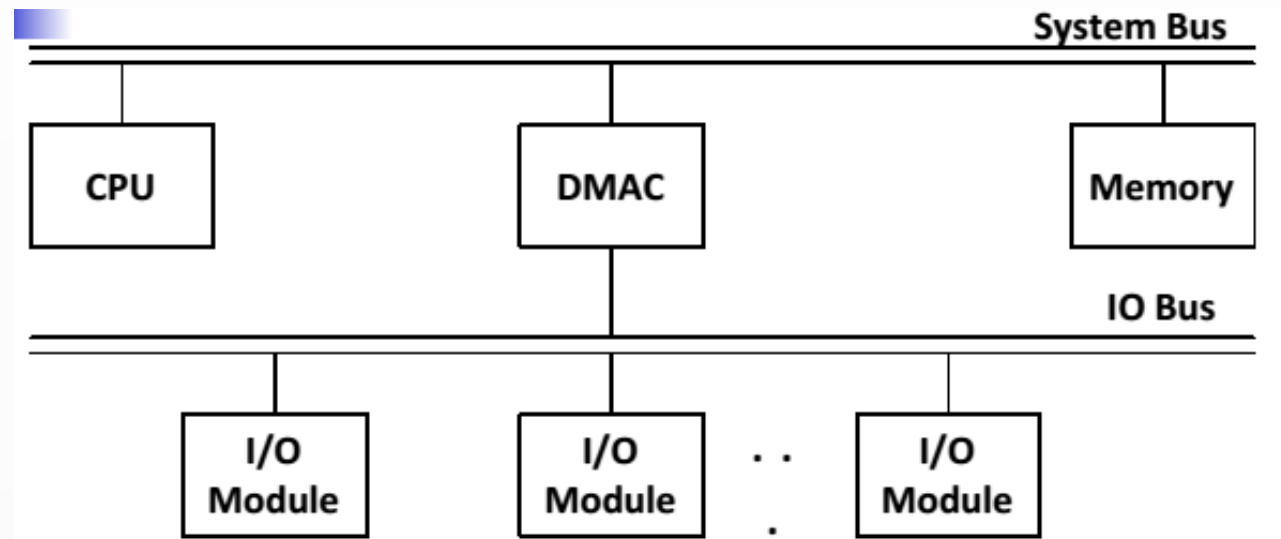 System Bus
CPU
DMAC
Memory
IO Bus
I/O
Module
I/O
Module
. .
.
I/O
Module